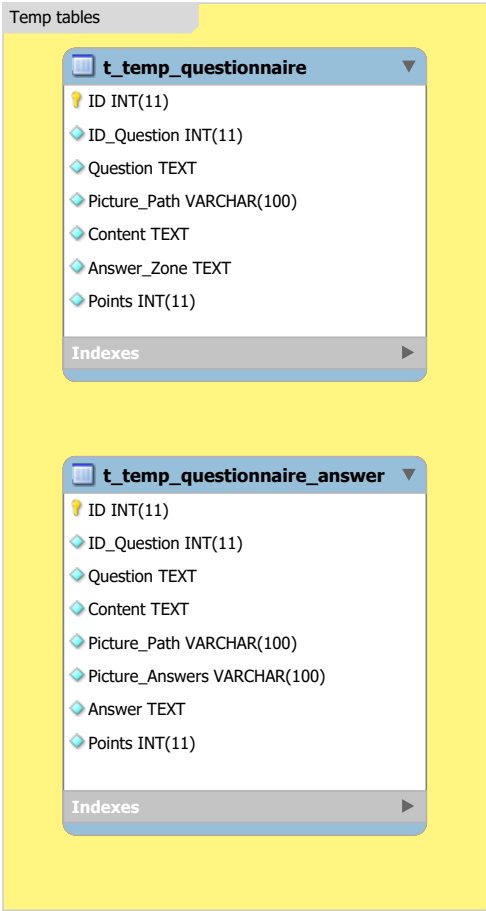 Temp tables
t_temp_questionnaire
ID INT(11)
ID_Question INT(11)
Question TEXT
Picture_Path VARCHAR(100)
Content TEXT
Answer_Zone TEXT
Points INT(11)
Indexes
t_temp_questionnaire_answer
ID INT(11)
ID_Question INT(11)
Question TEXT
Content TEXT
Picture_Path VARCHAR(100)
Picture_Answers VARCHAR(100)
Answer TEXT
Points INT(11)
Indexes